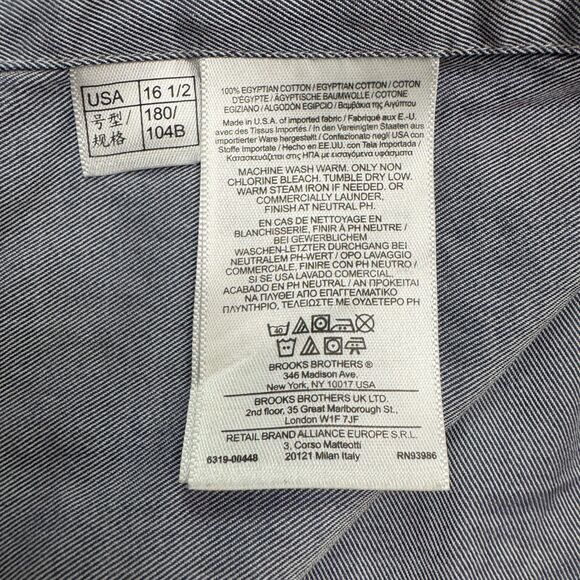 USA 16 1/2
号型/ 180/
规格 104B
100% EGYPTIAN COTTON / EGYPTIAN COTTON / COTON
D'ÉGYPTE / ÄGYPTISCHE BAUMWOLLE / COTONE
EGIZIANO / ALGODÓN EGIPCIO / Βαμβάκια της Αιγύπτου
Made in U.S.A. of imported fabric / Fabriqué aux E.-U.
avec des Tissus Importés / In den Vereinigten Staaten aus
importierter Ware hergestellt / Confezionato negli USA con
Stoffe Importate / Hecho en EE.UU. con Tela Importada /
Κατασκευάζεται στις ΗΠΑ με εισαγόμενα υφάσματα
MACHINE WASH WARM. ONLY NON
CHLORINE BLEACH. TUMBLE DRY LOW.
WARM STEAM IRON IF NEEDED. OR
COMMERCIALLY LAUNDER,
FINISH AT NEUTRAL PH.
EN CAS DE NETTOYAGE EN
BLANCHISSERIE, FINIR À PH NEUTRE /
BEI GEWERBLICHEM
WASCHEN-LETZTER DURCHGANG BEI
NEUTRALEM PH-WERT / OPO LAVAGGIO
COMMERCIALE, FINIRE CON PH NEUTRO /
SI SE USA LAVADO COMERCIAL,
ACABADO EN PH NEUTRAL / ΑΝ ΠΡΟΚΕΙΤΑΙ
ΝΑ ΠΛΥΘΕΙ ΑΠΟ ΕΠΑΓΓΕΛΜΑΤΙΚΟ
ΠΛΥΝΤΗΡΙΟ, ΤΕΛΕΙΩΣΤΕ ΜΕ ΟΥΔΕΤΕΡΟ PH
40
BROOKS BROTHERS ®
346 Madison Ave.
New York, NY 10017 USA
BROOKS BROTHERS UK LTD.
2nd floor, 35 Great Marlborough St.,
London W1F 7JF
RETAIL BRAND ALLIANCE EUROPE S.R.L.
3, Corso Matteotti
6319-00448 20121 Milan Italy RN93986